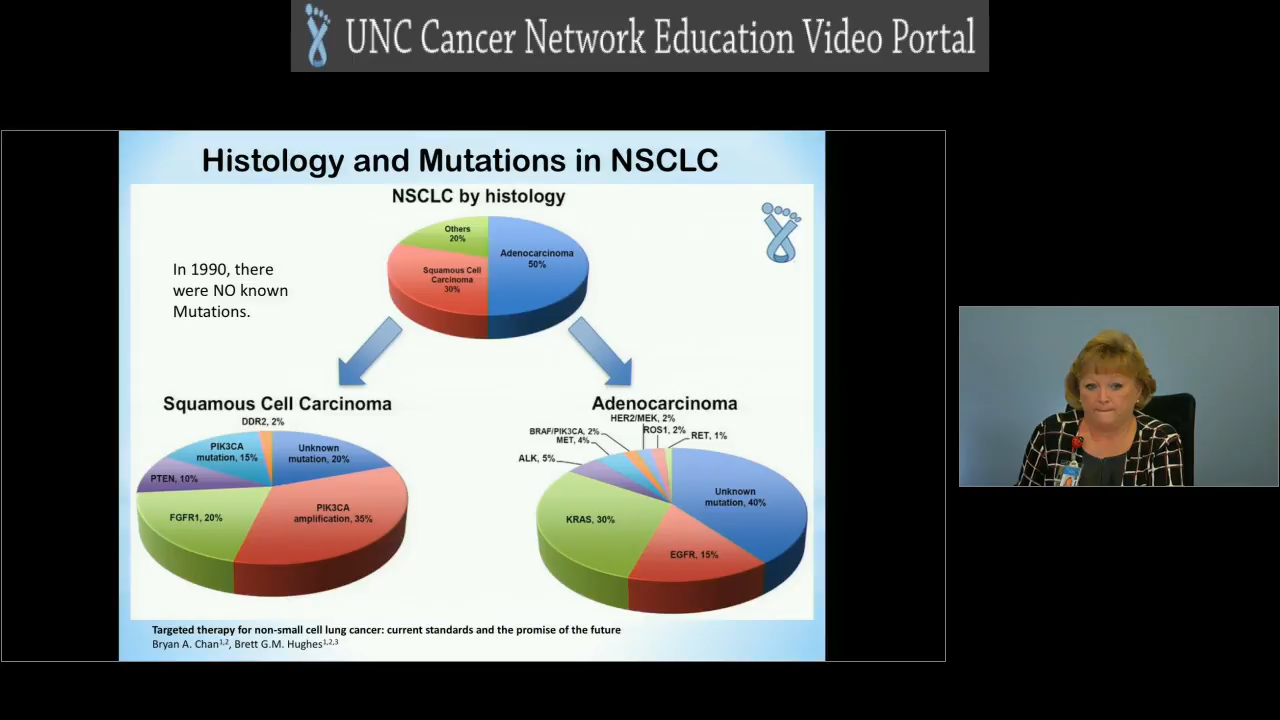 UNC Cancer Network Education Video Portal
Histology and Mutations in NSCLC
NSCLC by histology
Others
20%
Adenocarcinoma
50%
Squamous Cell
Carcinoma
30%
In 1990, there
were NO known
Mutations.
Squamous Cell Carcinoma
DDR2, 2%
PIK3CA
mutation, 15%
Unknown
mutation, 20%
PTEN, 10%
FGFR1, 20%
PIK3CA
amplification, 35%
Adenocarcinoma
HER2/MEK, 2%
BRAF/PIK3CA, 2%
ROS1, 2%
RET, 1%
MET, 4%
ALK, 5%
Unknown
mutation, 40%
KRAS, 30%
EGFR, 15%
Targeted therapy for non-small cell lung cancer: current standards and the promise of the future
Bryan A. Chan1,2, Brett G.M. Hughes1,2,3